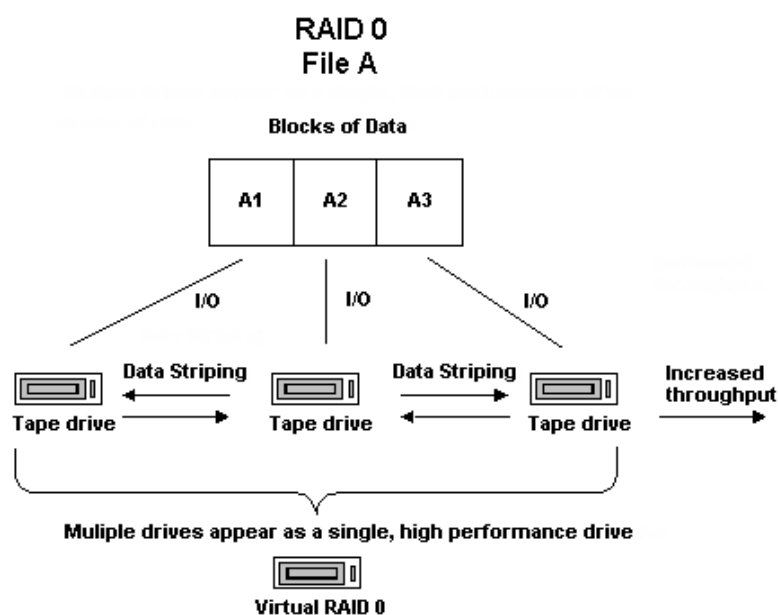 RAID 0
File A
Blocks of Data
A1 A2 A3
I/O I/O I/O
Data Striping Data Striping Increased
throughput
Tape drive Tape drive Tape drive
Muliple drives appear as a single, high performance drive
Virtual RAID 0